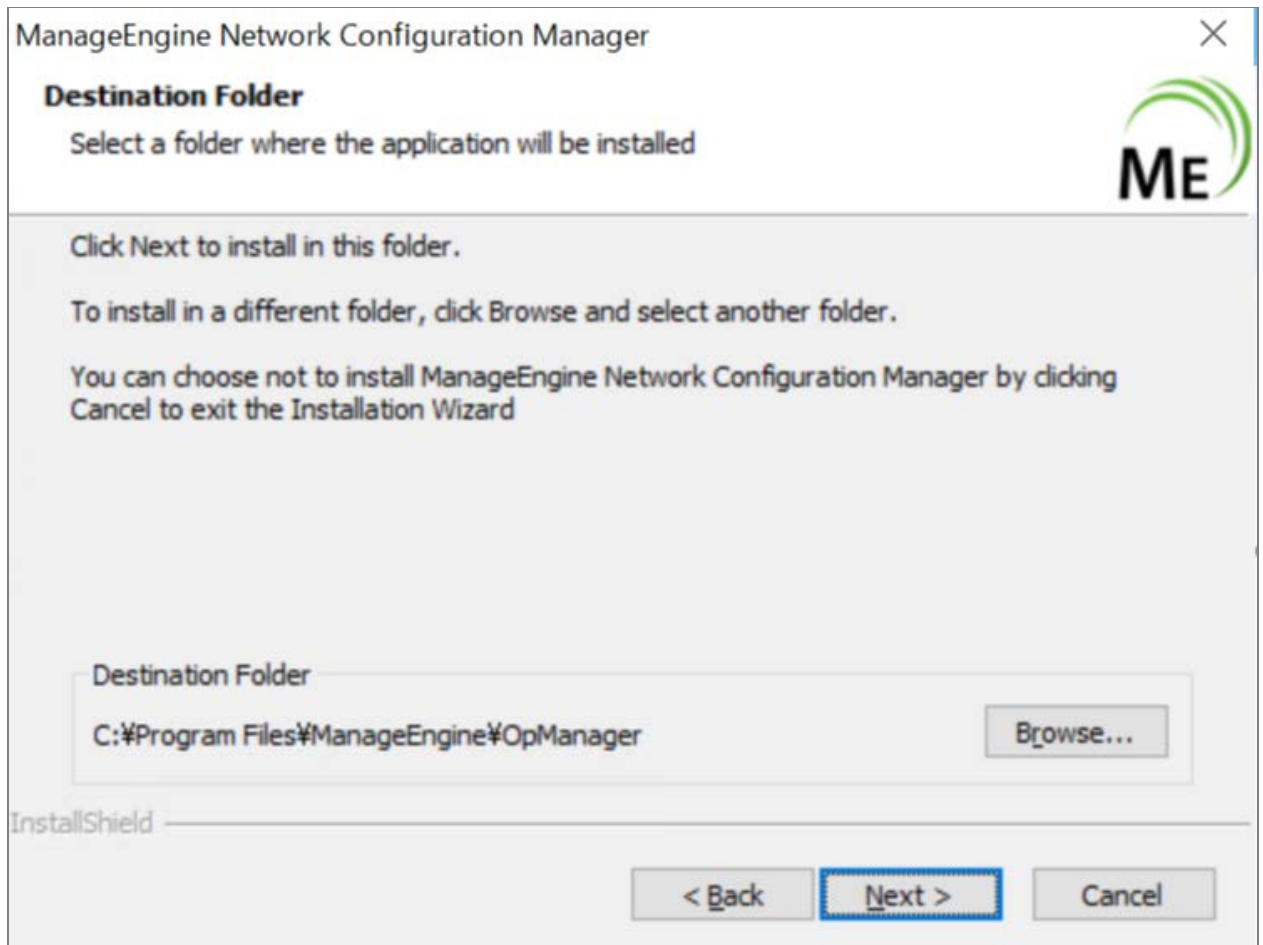 ManageEngine Network Configuration Manager
Destination Folder
Select a folder where the application will be installed
ME
Click Next to install in this folder.
To install in a different folder, click Browse and select another folder.
You can choose not to install ManageEngine Network Configuration Manager by clicking
Cancel to exit the Installation Wizard
Destination Folder
C:¥Program Files¥ManageEngine¥OpManager
Browse...
InstallShield
< Back
Next >
Cancel